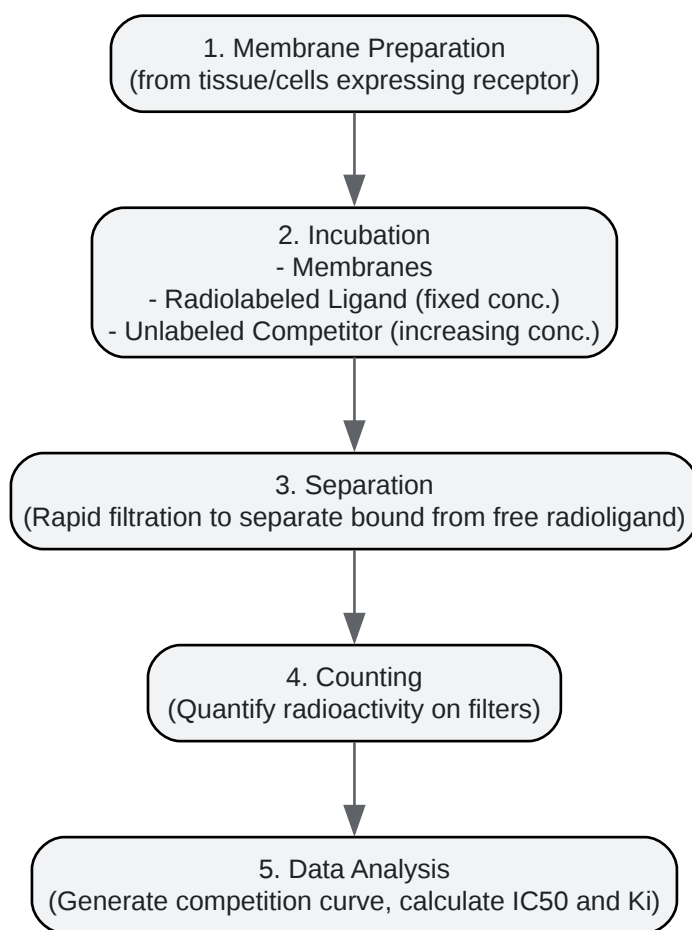 1. Membrane Preparation
(from tissue/cells expressing receptor)
2. Incubation
- Membranes
- Radiolabeled Ligand (fixed conc.)
- Unlabeled Competitor (increasing conc.)
3. Separation
(Rapid filtration to separate bound from free radioligand)
4. Counting
(Quantify radioactivity on filters)
5. Data Analysis
(Generate competition curve, calculate IC50 and Ki)